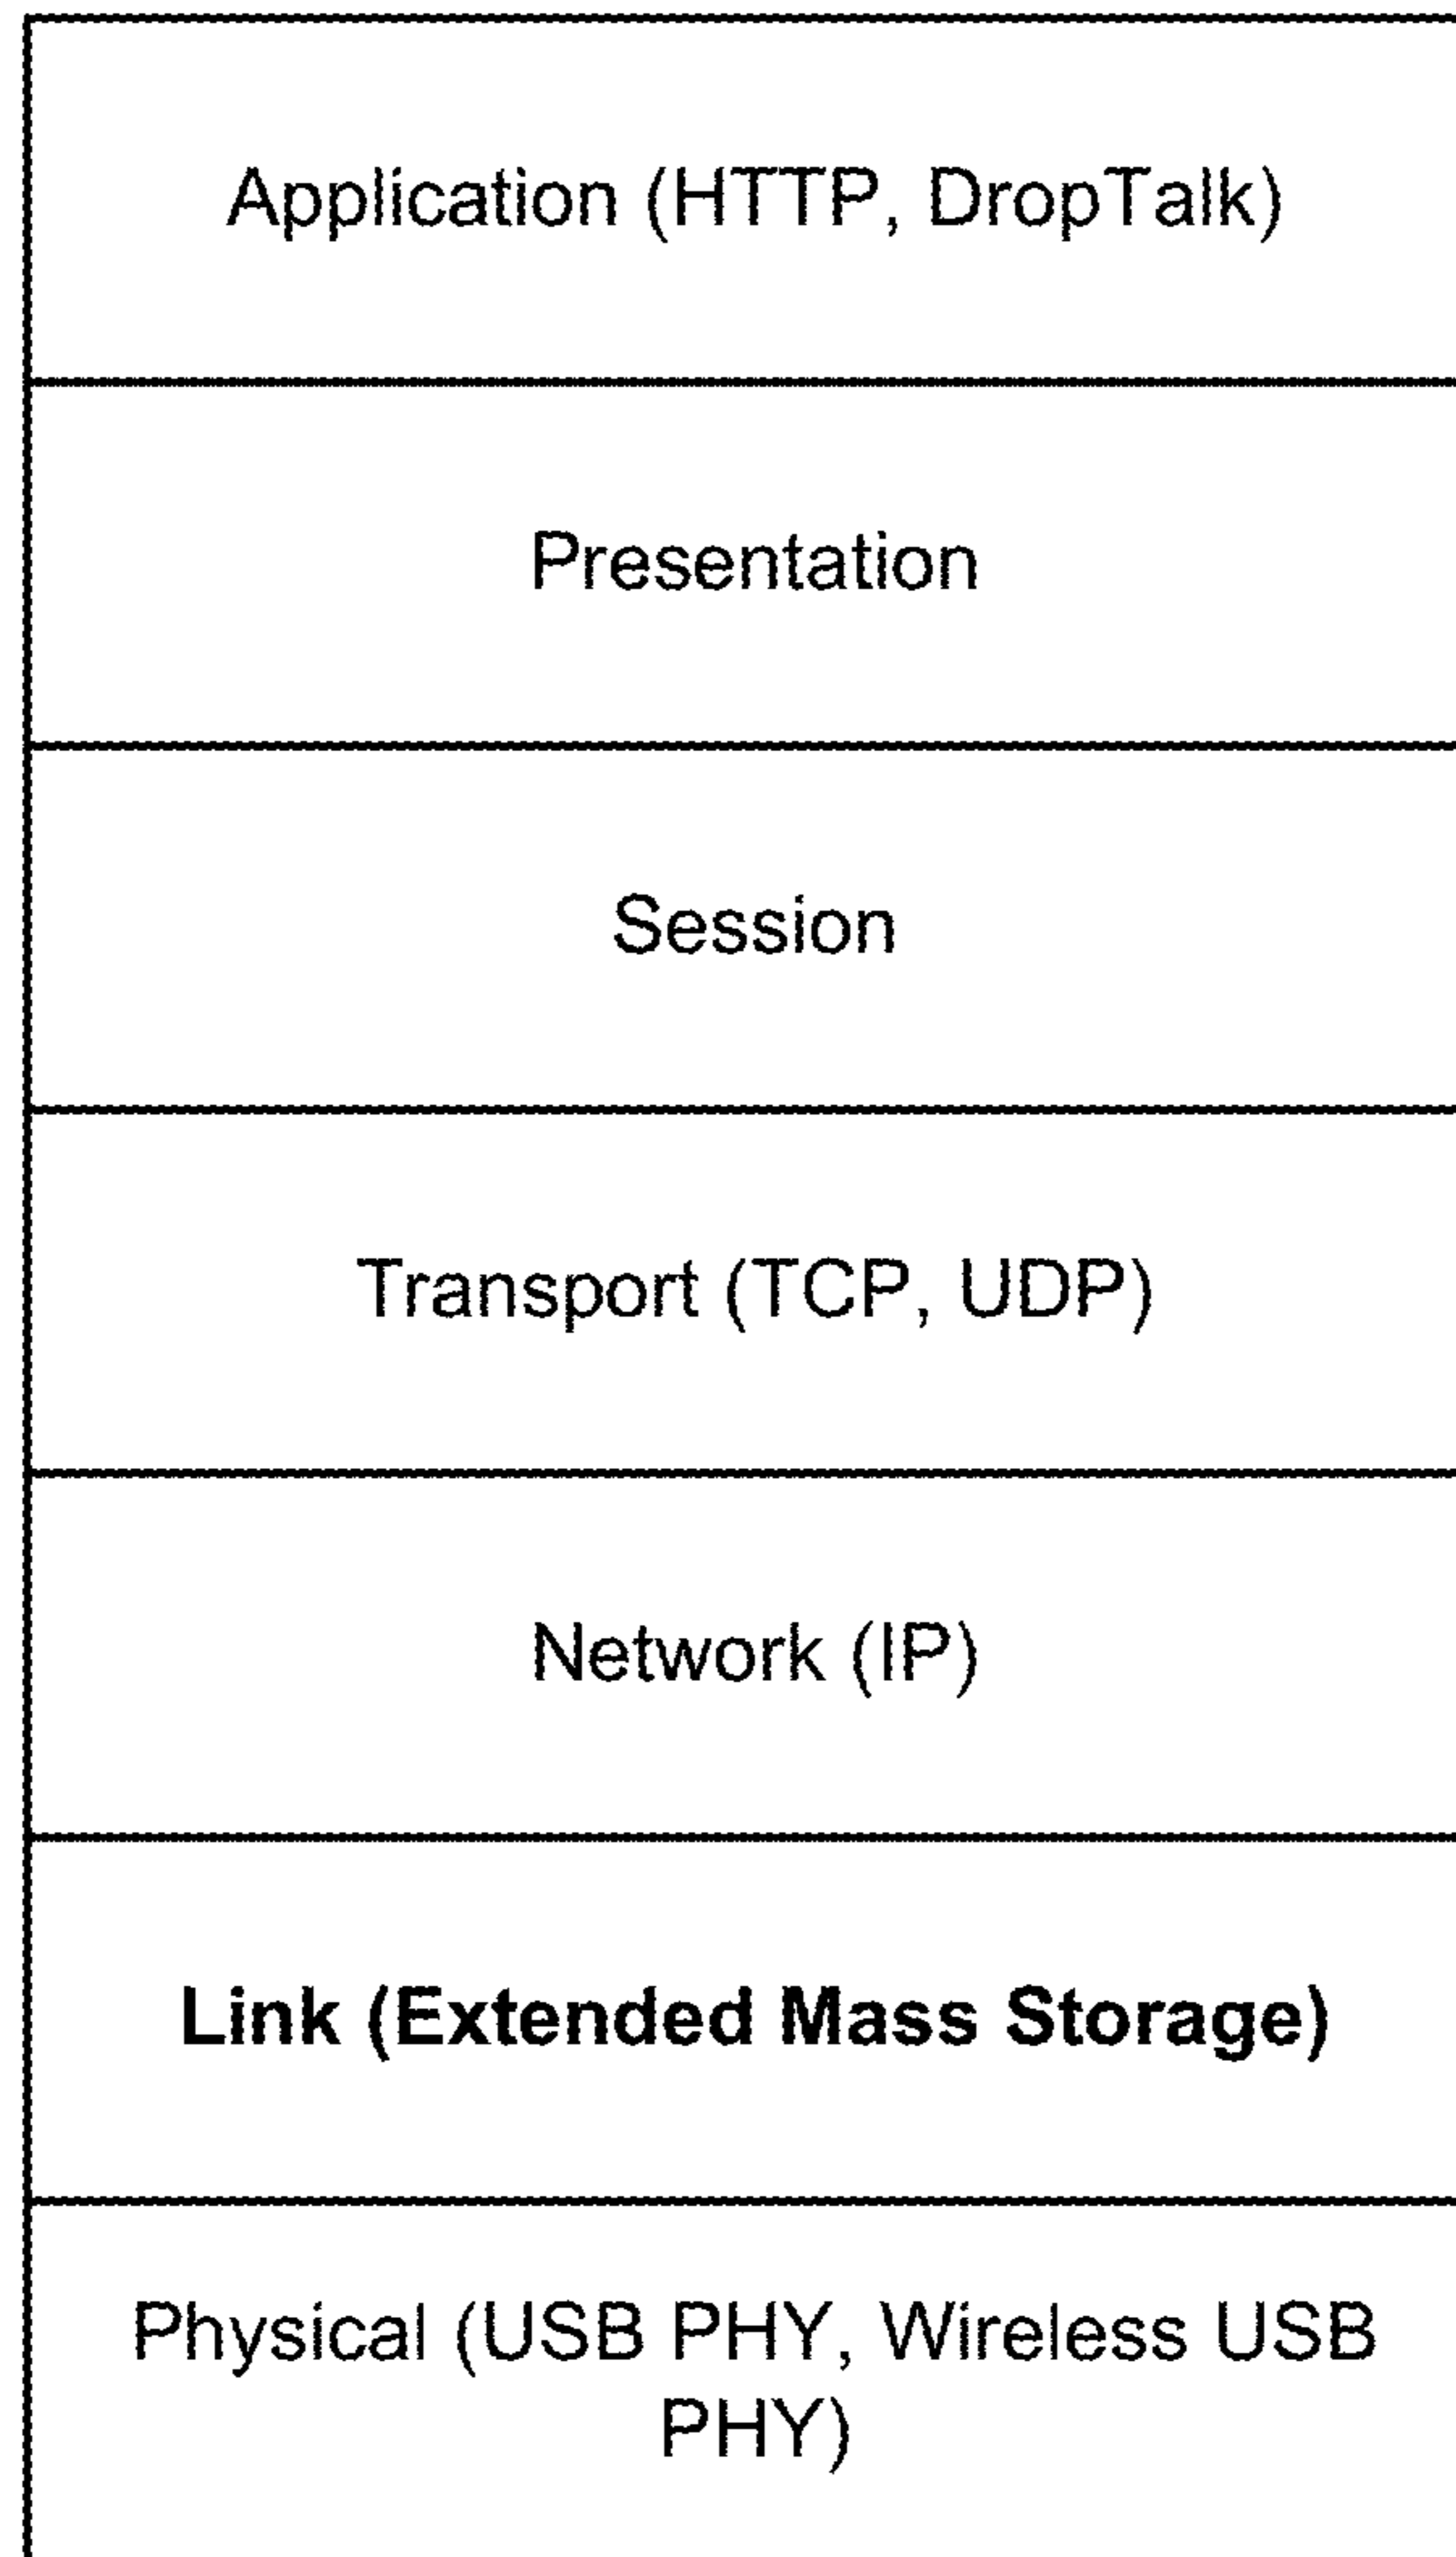 Application (HTTP, DropTalk)
Presentation
Session
Transport (TCP, UDP)
Network (IP)
Link (Extended Mass Storage)
Physical (USB PHY, Wireless USB
PHY)